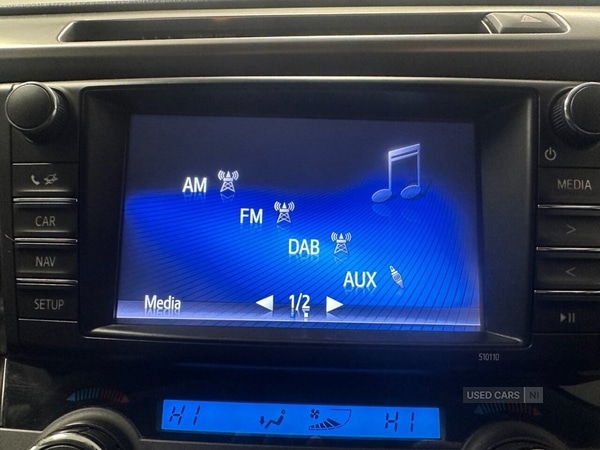 AM
MEDIA
FM
CAR
DAB
NAV
AUX
SETUP
Media
1/2
510110
USED CARS NI
HI
HI